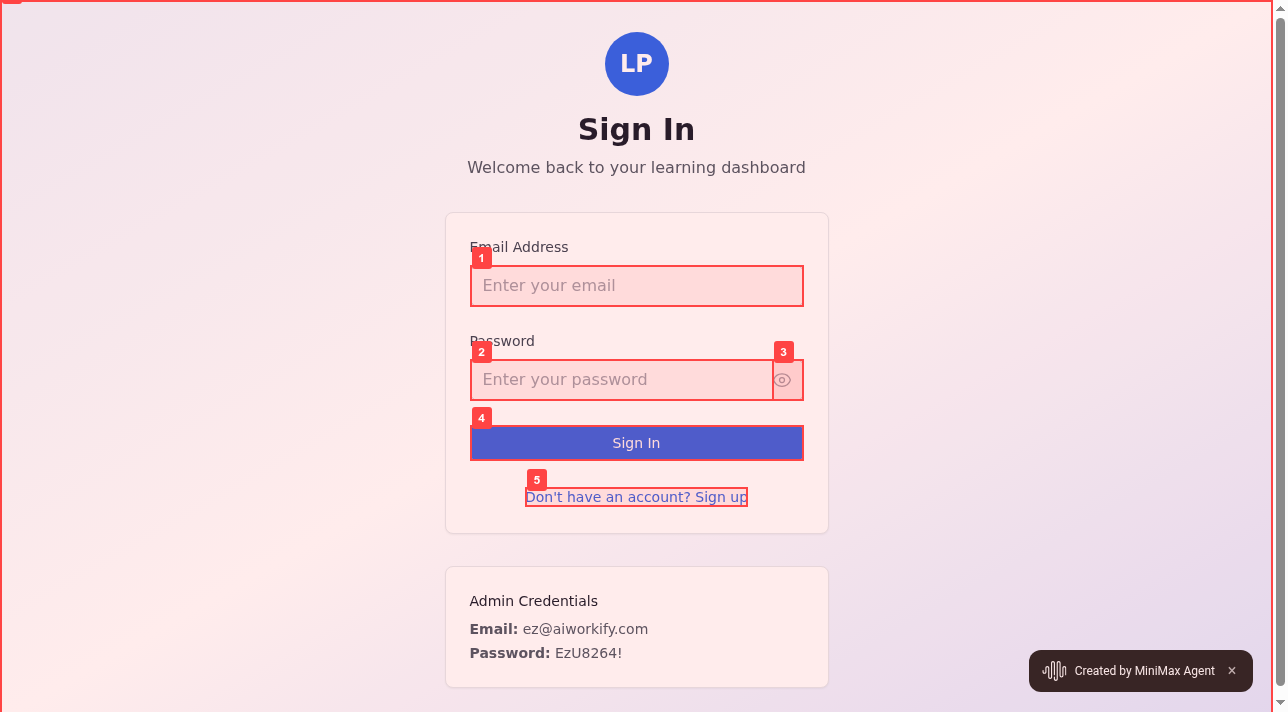 LP
Sign In
Welcome back to your learning dashboard
Email Address
1
Enter your email
Password
2
3
Enter your password
4
Sign In
5
Don't have an account? Sign up
Admin Credentials
Email: ez@aiworkify.com
Password: EzU8264!
Created by MiniMax Agent ×